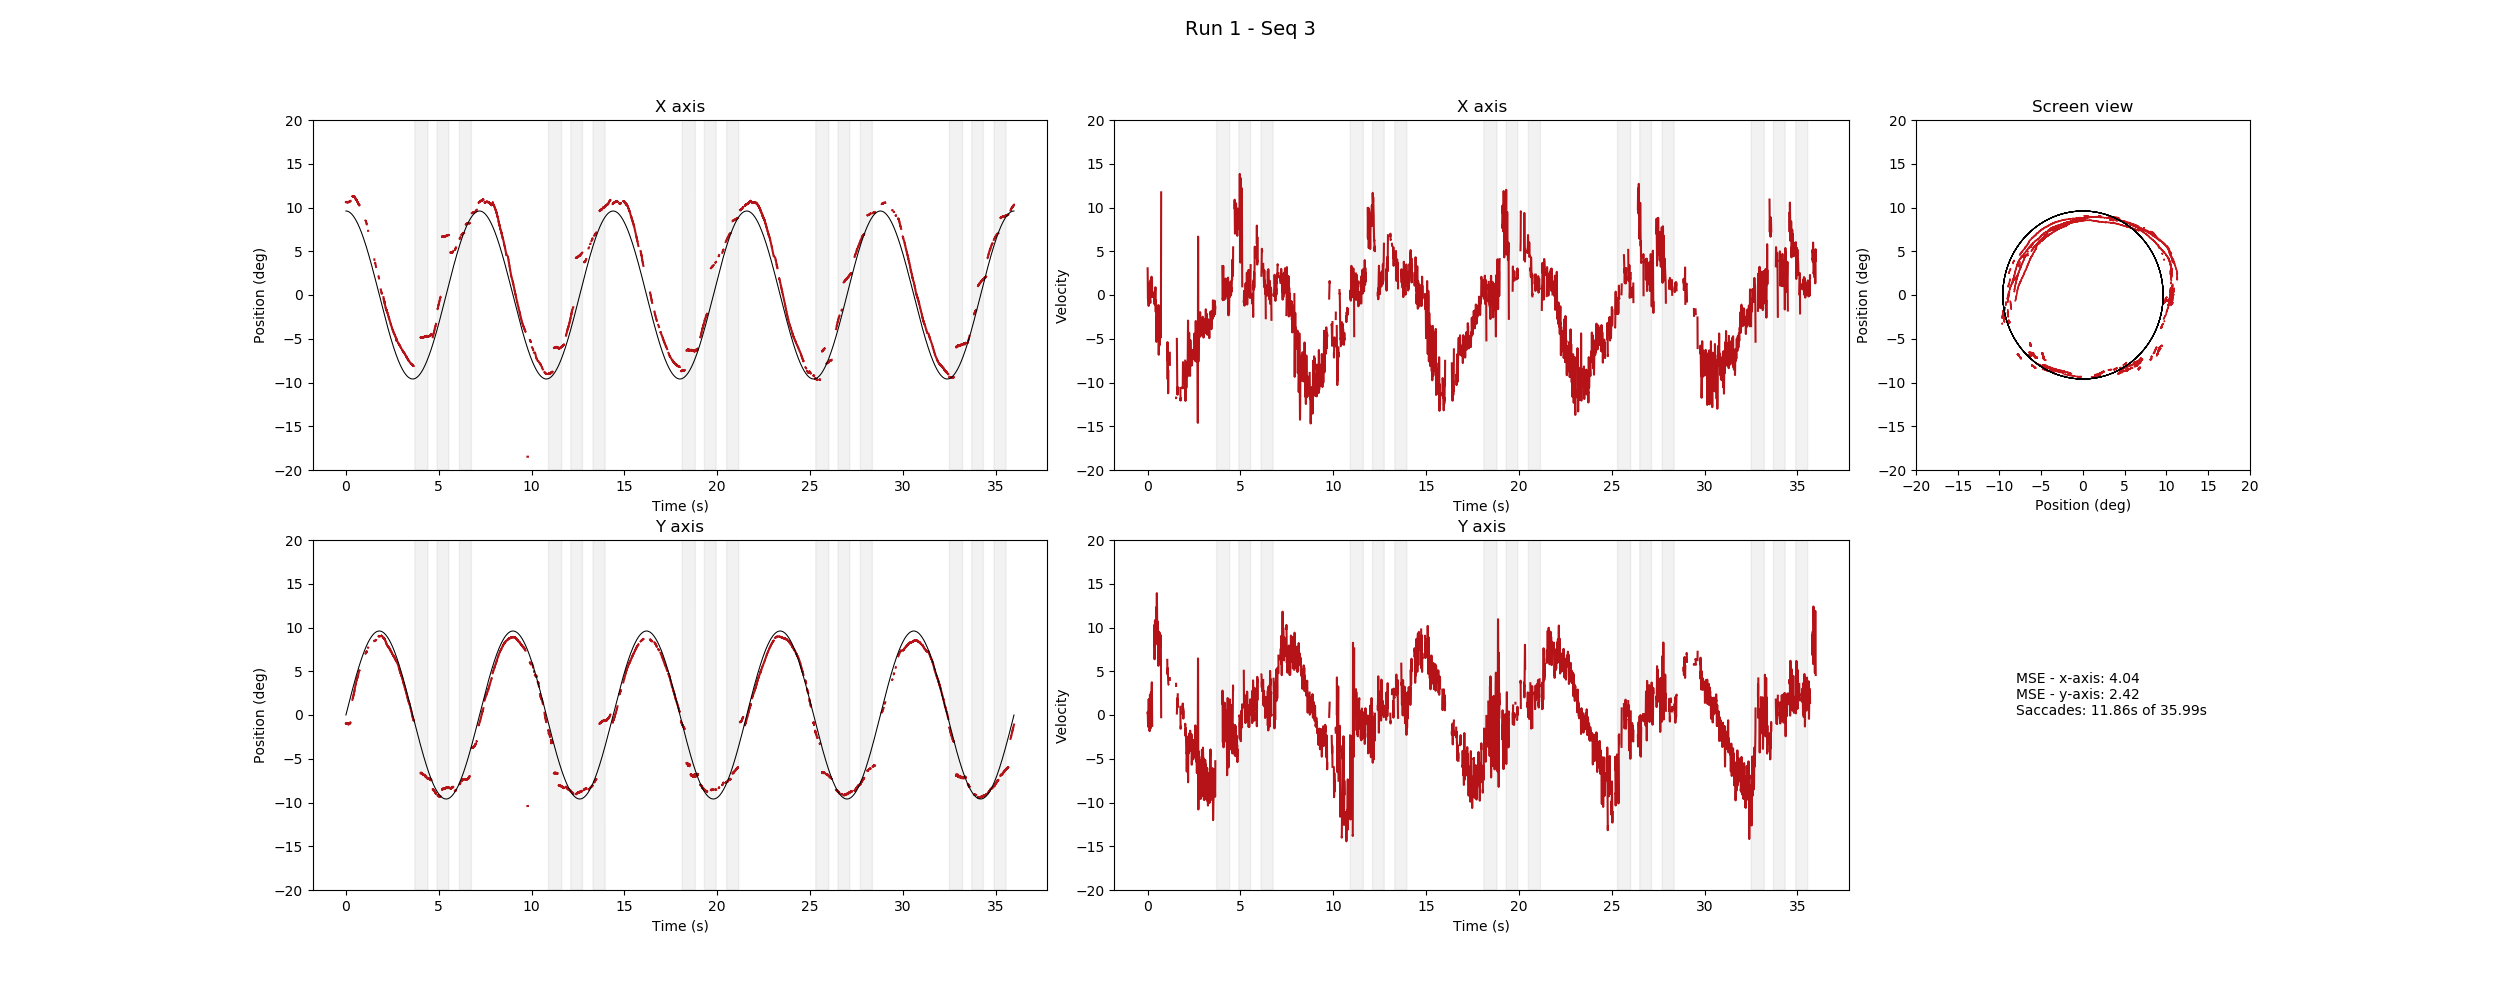 Run 1 - Seq 3
X axis
20
15
10
5
0
−5
−10
−15
−20
Position (deg)
0 5 10 15 20 25 30 35
Time (s)
X axis
20
15
10
5
0
−5
−10
−15
−20
Velocity
0 5 10 15 20 25 30 35
Time (s)
Screen view
20
15
10
5
0
−5
−10
−15
−20
Position (deg)
−20 −15 −10 −5 0 5 10 15 20
Position (deg)
Y axis
20
15
10
5
0
−5
−10
−15
−20
Position (deg)
0 5 10 15 20 25 30 35
Time (s)
Y axis
20
15
10
5
0
−5
−10
−15
−20
Velocity
0 5 10 15 20 25 30 35
Time (s)
MSE - x-axis: 4.04
MSE - y-axis: 2.42
Saccades: 11.86s of 35.99s